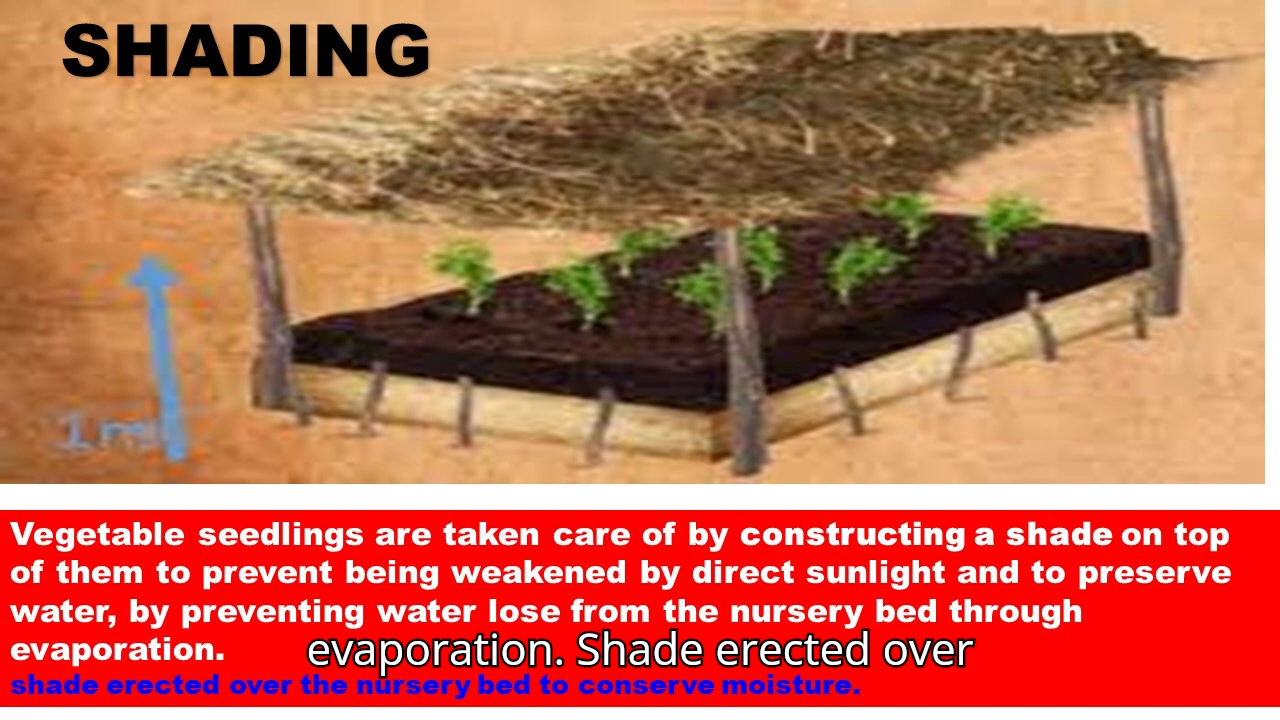 SHADING
Vegetable seedlings are taken care of by constructing a shade on top
of them to prevent being weakened by direct sunlight and to preserve
water, by preventing water lose from the nursery bed through
evaporation.
evaporation. Shade erected over
shade erected over the nursery bed to conserve moisture.